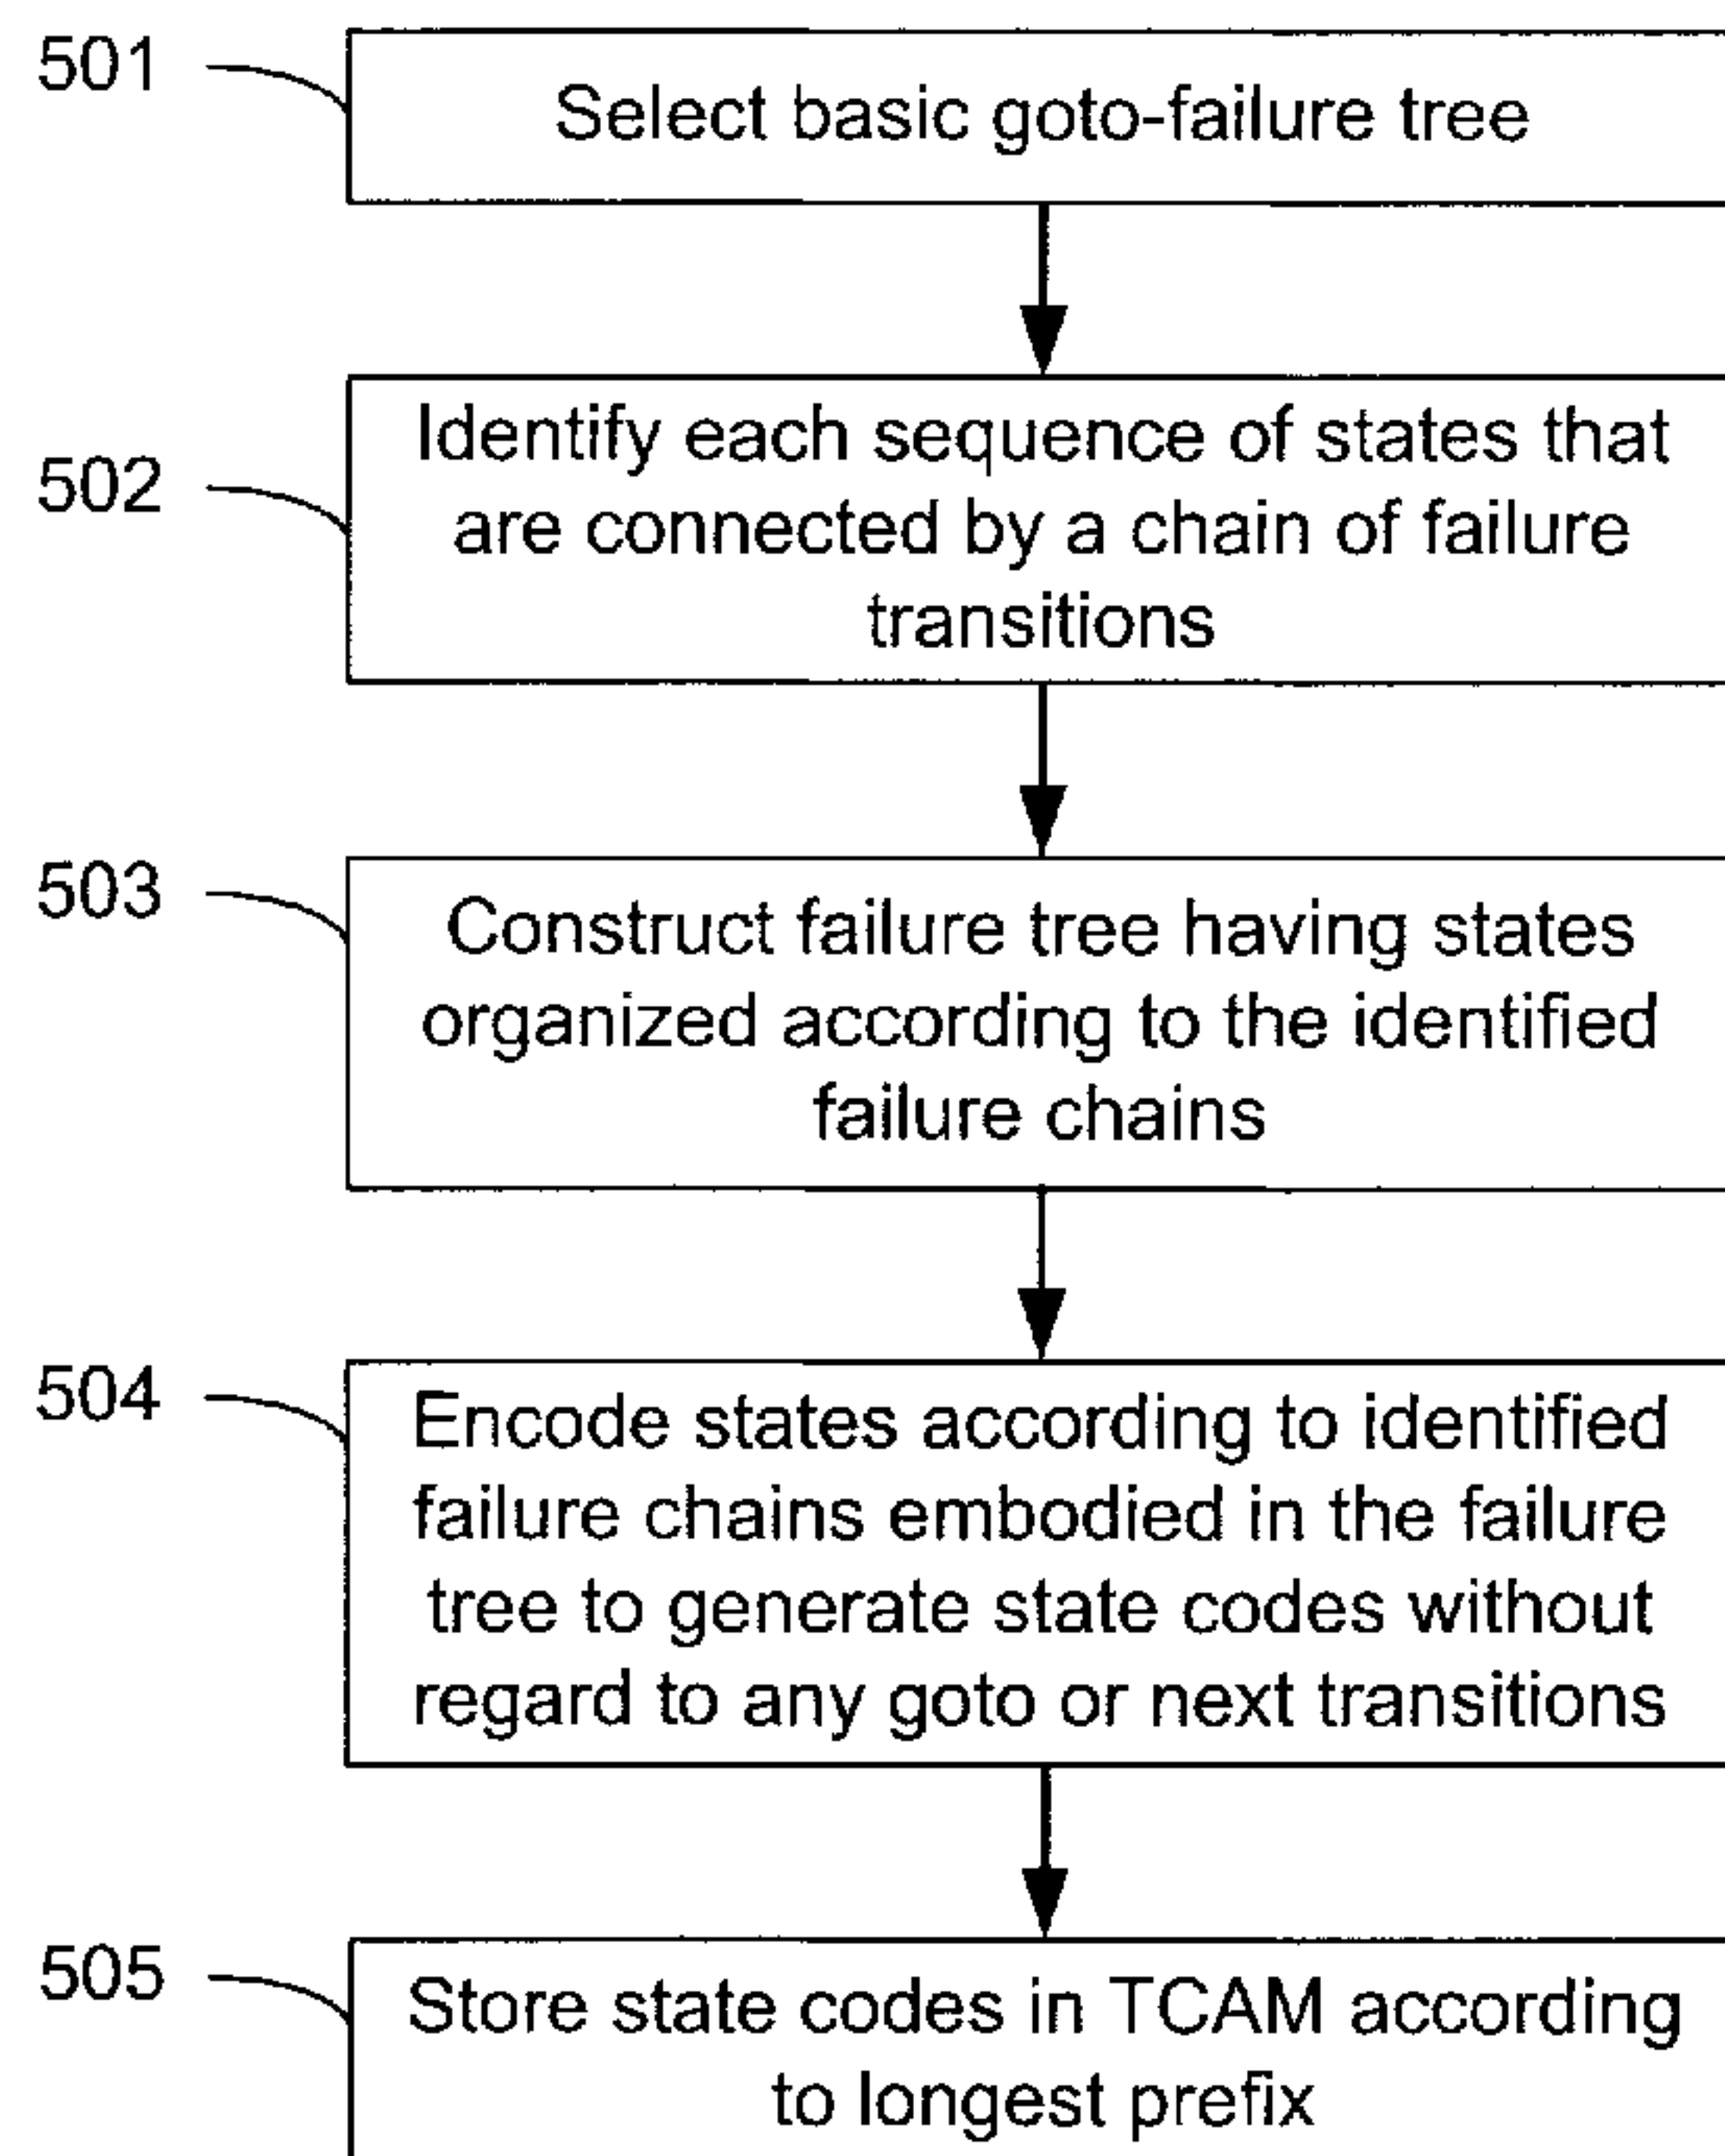 501
Select basic goto-failure tree
502
Identify each sequence of states that
are connected by a chain of failure
transitions
503
Construct failure tree having states
organized according to the identified
failure chains
504
Encode states according to identified
failure chains embodied in the failure
tree to generate state codes without
regard to any goto or next transitions
505
Store state codes in TCAM according
to longest prefix